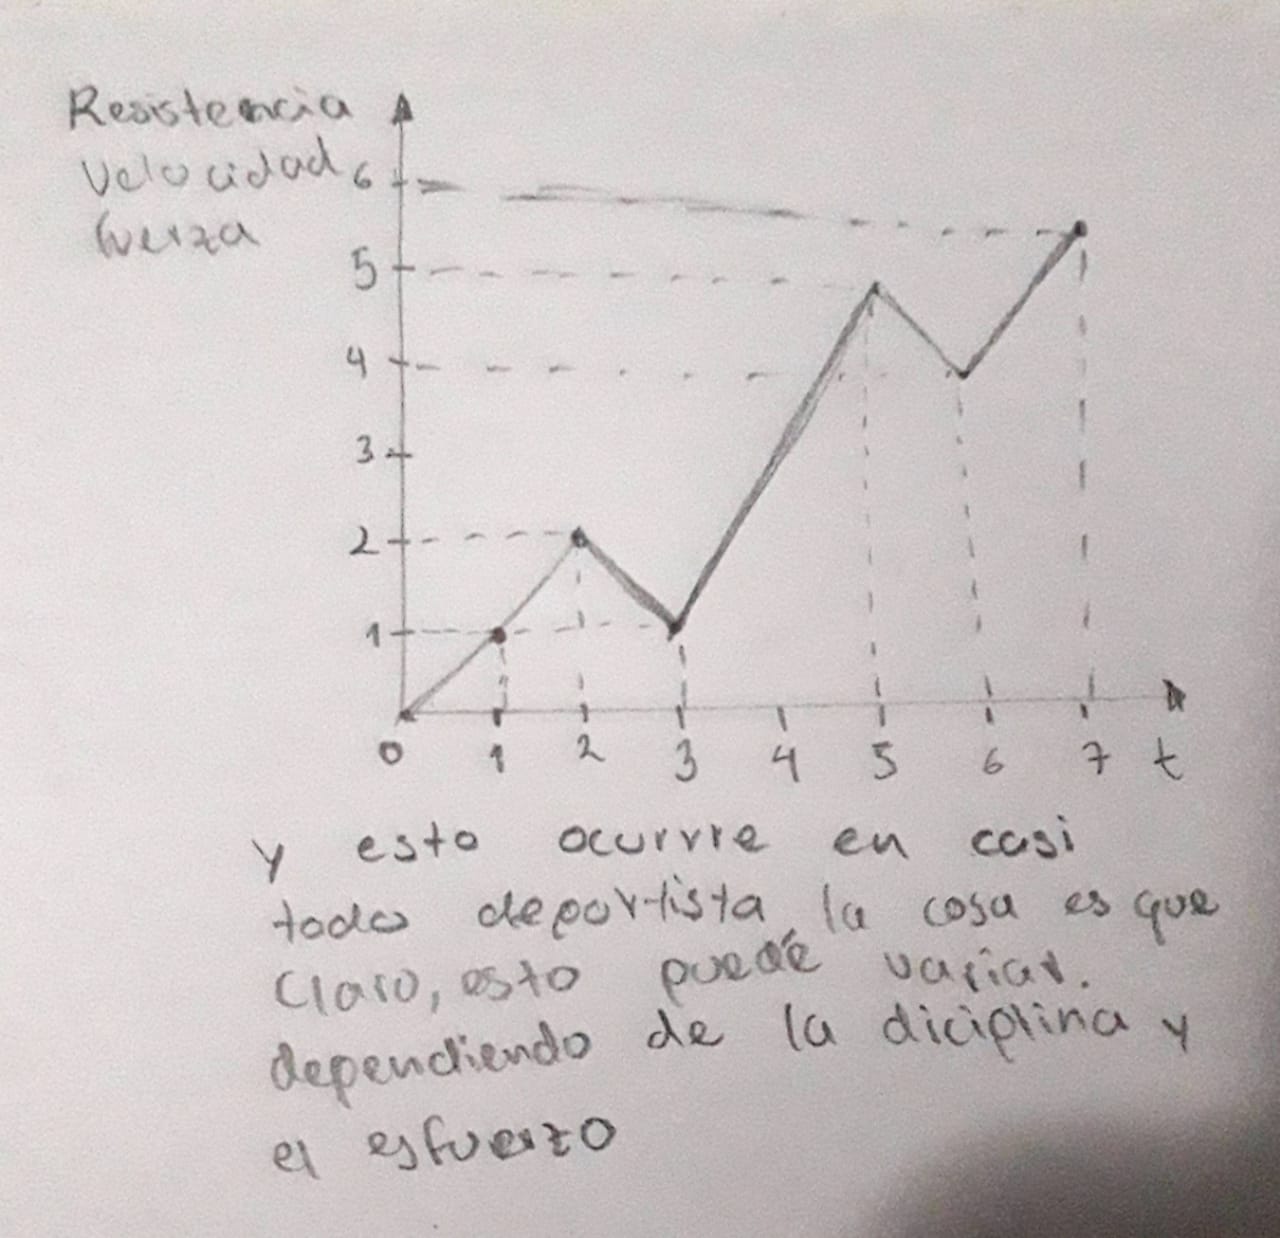 Resistencia
Velocidad
fuerza
6
5
4
3
2
1
0 1 2 3 4 5 6 7 t
y esto ocurre en casi
todo deportista la cosa es que
Claro, esto puede variar.
dependiendo de la diciplina y
el esfuerzo